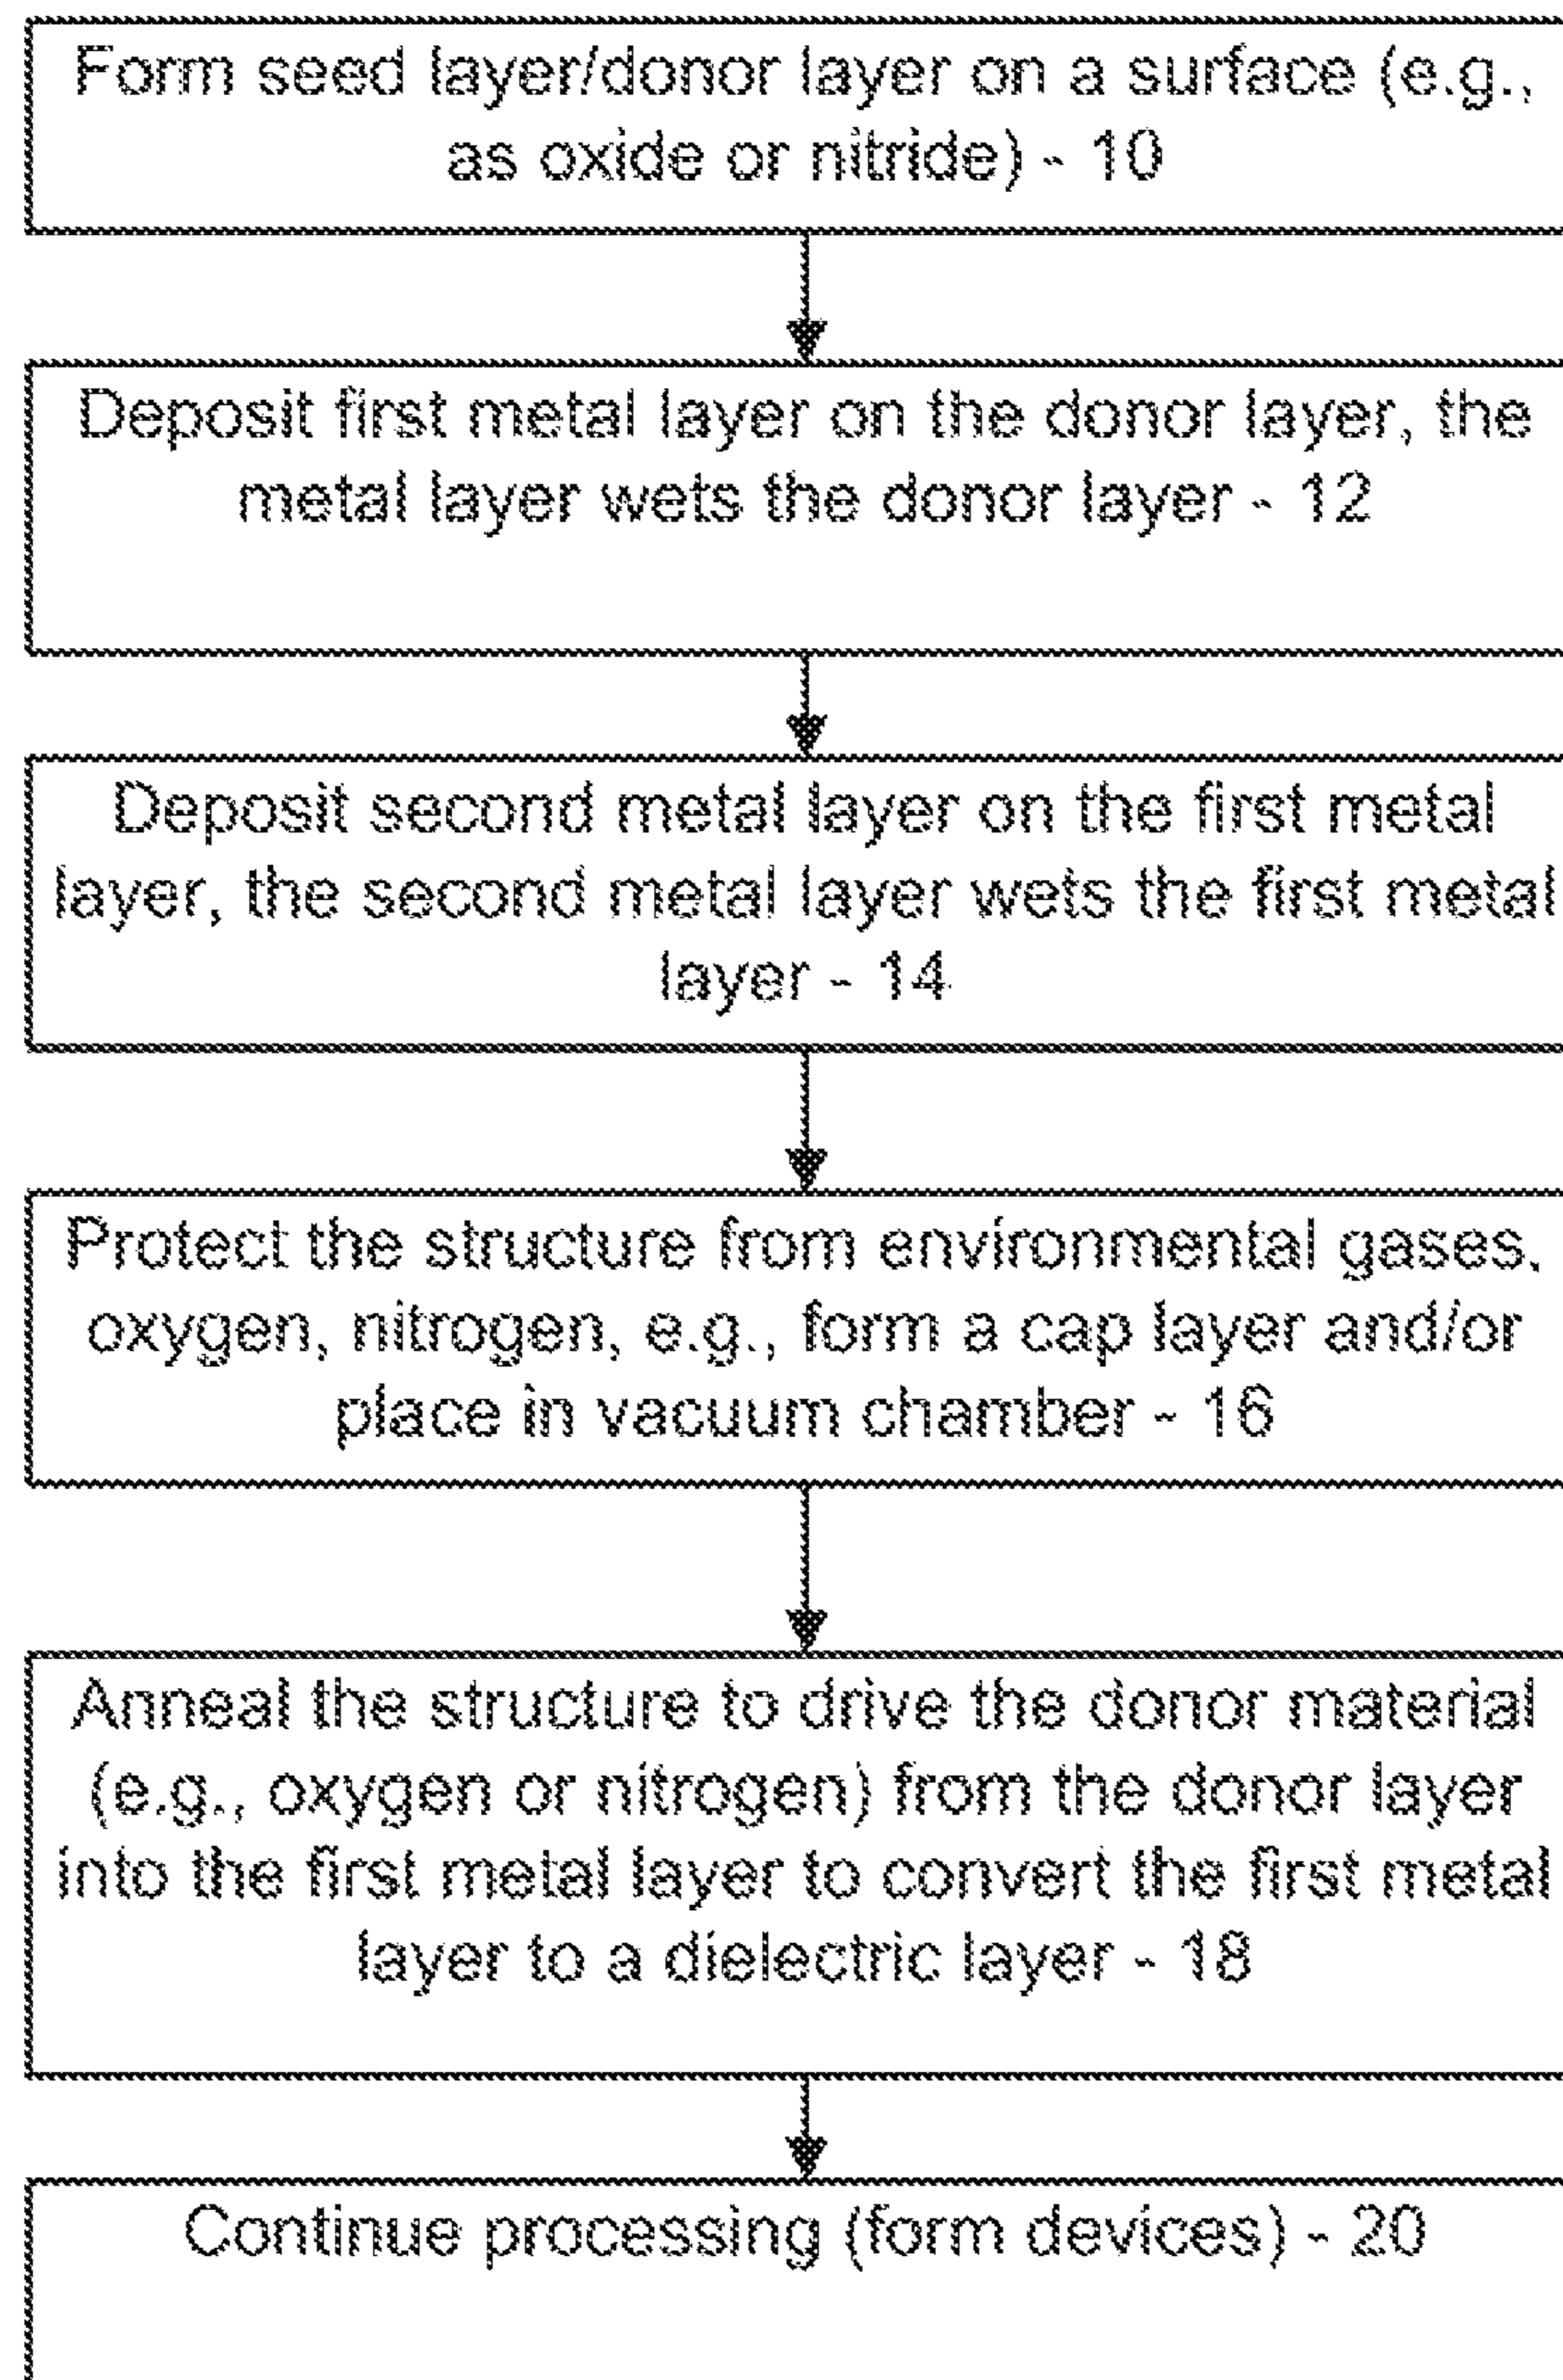 Form seed layer/donor layer on a surface (e.g.,
as oxide or nitride) - 10
Deposit first metal layer on the donor layer, the
metal layer wets the donor layer - 12
Deposit second metal layer on the first metal
layer, the second metal layer wets the first metal
layer - 14
Protect the structure from environmental gases,
oxygen, nitrogen, e.g., form a cap layer and/or
place in vacuum chamber - 16
Anneal the structure to drive the donor material
(e.g., oxygen or nitrogen) from the donor layer
into the first metal layer to convert the first metal
layer to a dielectric layer - 18
Continue processing (form devices) - 20